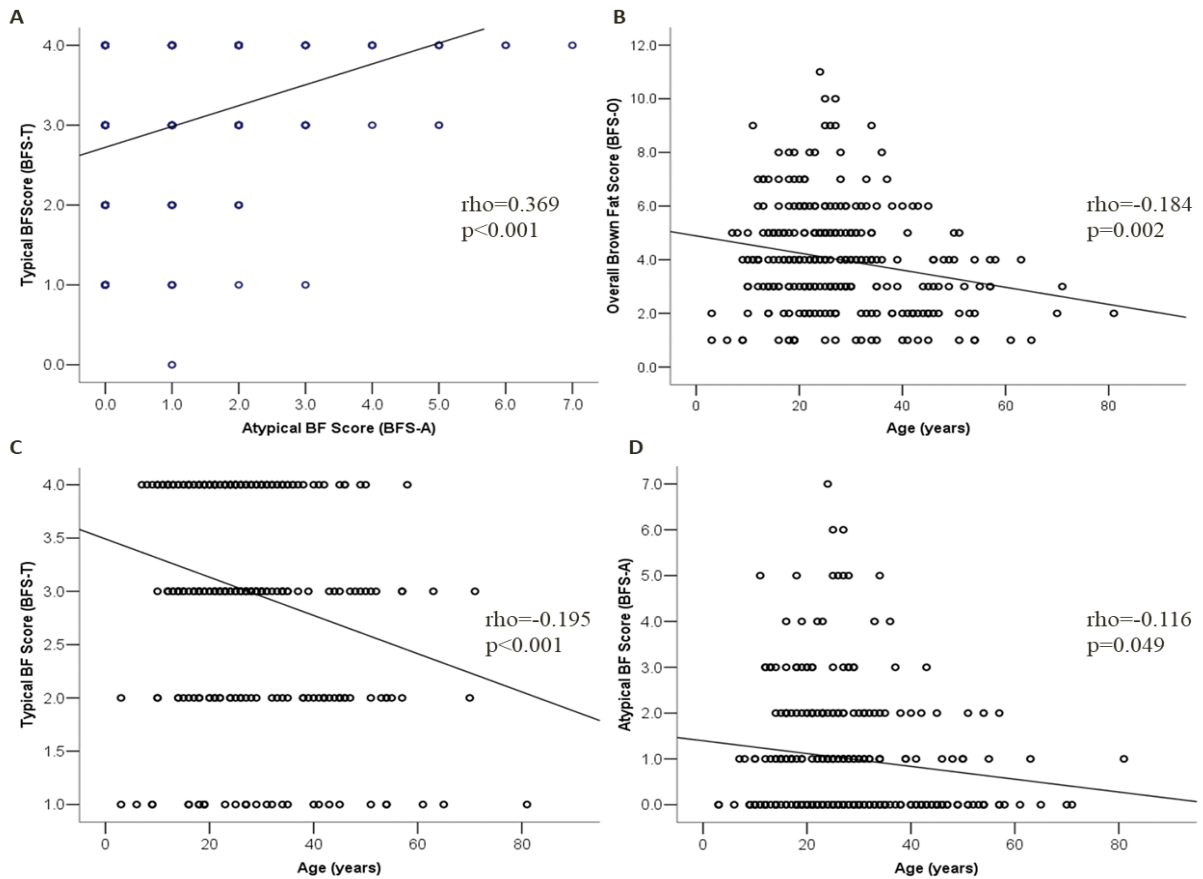 A
Typical BFScore (BFS-T)
4.0
3.0
2.0
1.0
0.0
rho=0.369
p<0.001
0.0 1.0 2.0 3.0 4.0 5.0 6.0 7.0
Atypical BF Score (BFS-A)
B
Overall Brown Fat Score (BFS-O)
12.0
10.0
8.0
6.0
4.0
2.0
0.0
rho=-0.184
p=0.002
0 20 40 60 80
Age (years)
C
Typical BF Score (BFS-T)
4.0
3.5
3.0
2.5
2.0
1.5
1.0
rho=-0.195
p<0.001
0 20 40 60 80
Age (years)
D
Atypical BF Score (BFS-A)
7.0
6.0
5.0
4.0
3.0
2.0
1.0
0.0
rho=-0.116
p=0.049
0 20 40 60 80
Age (years)